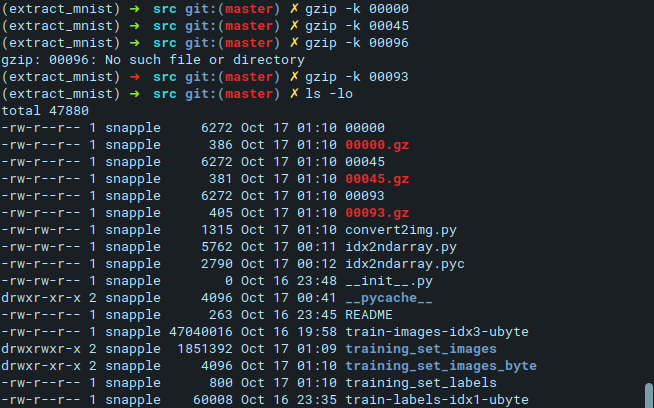 (extract_mnist) ➜  src git:(master) ✗ gzip -k 00000
(extract_mnist) ➜  src git:(master) ✗ gzip -k 00045
(extract_mnist) ➜  src git:(master) ✗ gzip -k 00096
gzip: 00096: No such file or directory
(extract_mnist) ➜  src git:(master) ✗ gzip -k 00093
(extract_mnist) ➜  src git:(master) ✗ ls -lo
total 47880
-rw-r--r-- 1 snapple     6272 Oct 17 01:10 00000
-rw-r--r-- 1 snapple      386 Oct 17 01:10 00000.gz
-rw-r--r-- 1 snapple     6272 Oct 17 01:10 00045
-rw-r--r-- 1 snapple      381 Oct 17 01:10 00045.gz
-rw-r--r-- 1 snapple     6272 Oct 17 01:10 00093
-rw-r--r-- 1 snapple      405 Oct 17 01:10 00093.gz
-rw-rw-r-- 1 snapple     1315 Oct 17 01:10 convert2img.py
-rw-rw-r-- 1 snapple     5762 Oct 17 00:11 idx2ndarray.py
-rw-rw-r-- 1 snapple     2790 Oct 17 00:12 idx2ndarray.pyc
-rw-rw-r-- 1 snapple        0 Oct 16 23:48 __init__.py
drwxr-xr-x 2 snapple     4096 Oct 17 00:41 __pycache__
-rw-r--r-- 1 snapple      263 Oct 16 23:45 README
-rw-rw-r-- 1 snapple 47040016 Oct 16 19:58 train-images-idx3-ubyte
drwxrwxr-x 2 snapple  1851392 Oct 17 01:09 training_set_images
drwxr-xr-x 2 snapple     4096 Oct 17 01:10 training_set_images_byte
-rw-r--r-- 1 snapple      800 Oct 17 01:10 training_set_labels
-rw-rw-r-- 1 snapple    60008 Oct 16 23:35 train-labels-idx1-ubyte